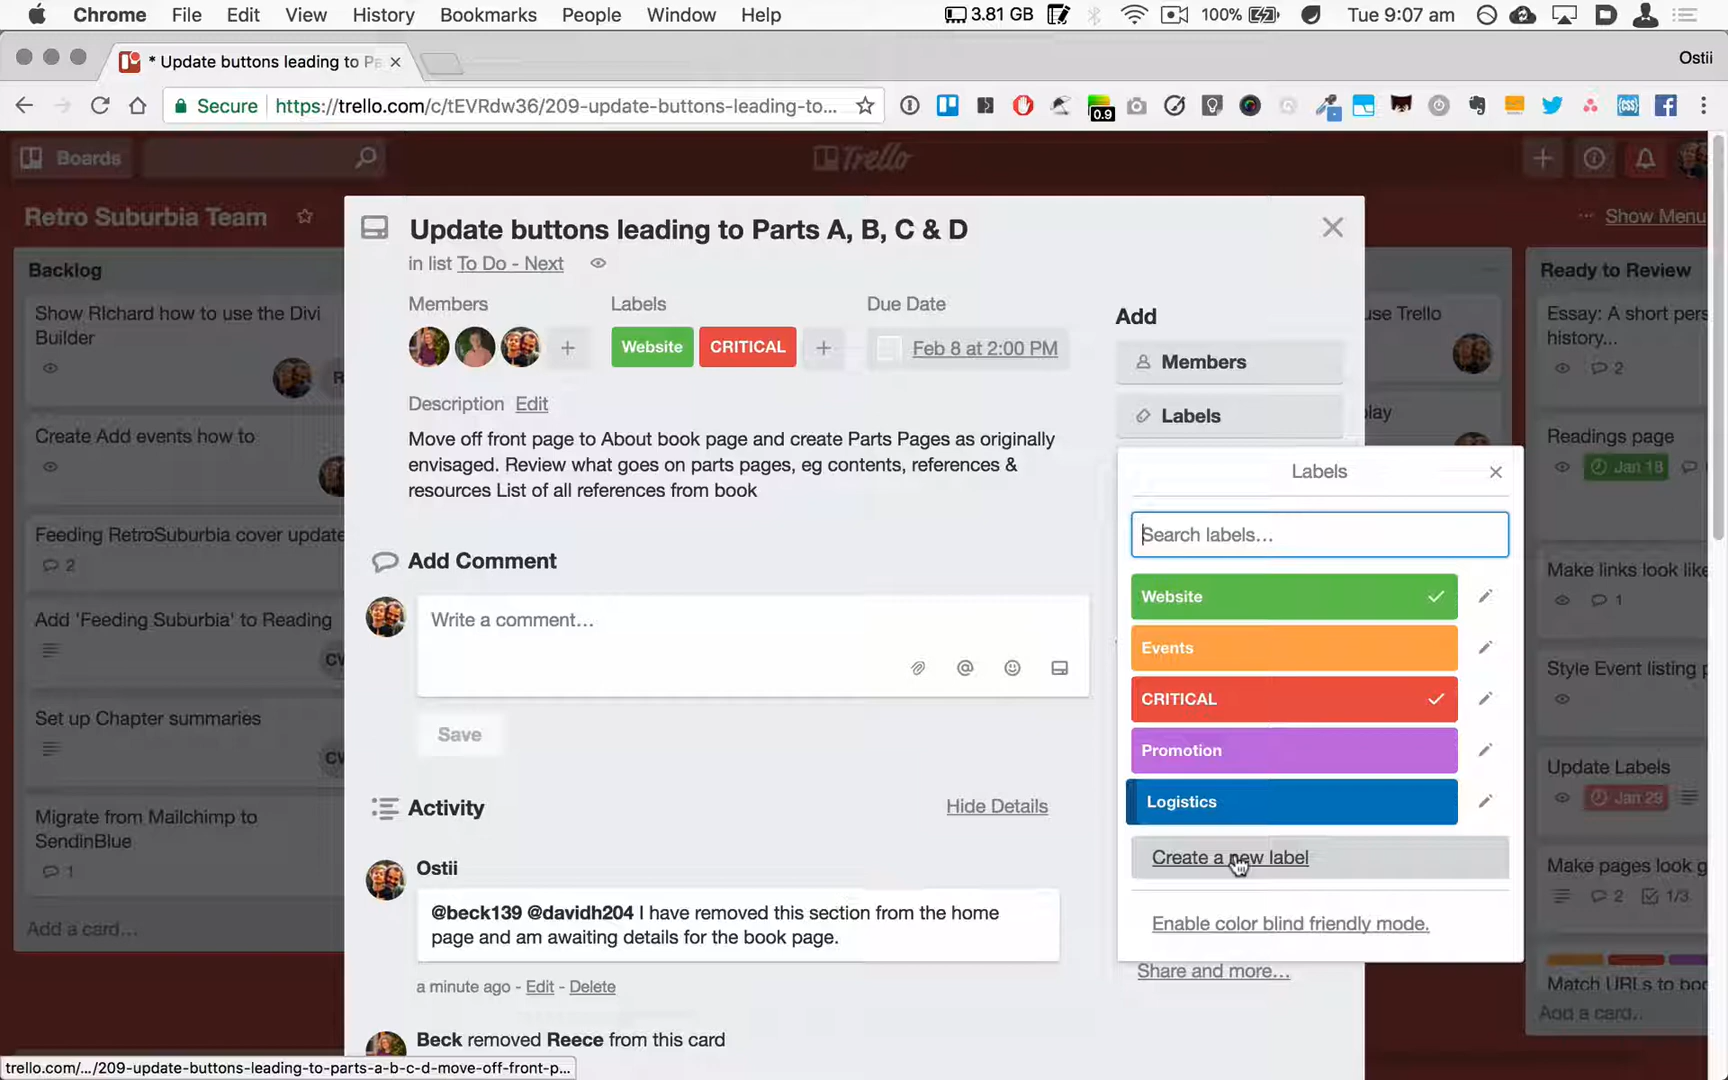 Chrome File Edit View History Bookmarks People Window Help 3.81 GB 100% Tue 9:07 am
* Update buttons leading to Pa
Ostii
Secure https://trello.com/c/tEVRdw36/209-update-buttons-leading-to...
0.9
Boards
Trello
Retro Suburbia Team
Show Menu
Backlog
Show RIchard how to use the Divi
Builder
Create Add events how to
Feeding RetroSuburbia cover update
2
Add 'Feeding Suburbia' to Reading
Set up Chapter summaries
Migrate from Mailchimp to
SendinBlue
1
Add a card...
Update buttons leading to Parts A, B, C & D
in list To Do - Next
Members
Labels
Due Date
Website
CRITICAL
Feb 8 at 2:00 PM
Description Edit
Move off front page to About book page and create Parts Pages as originally
envisaged. Review what goes on parts pages, eg contents, references &
resources List of all references from book
Add Comment
Write a comment...
Save
Activity
Hide Details
Ostii
@beck139 @davidh204 I have removed this section from the home
page and am awaiting details for the book page.
a minute ago - Edit - Delete
Beck removed Reece from this card
Add
Members
Labels
Labels
Search labels...
Website
Events
CRITICAL
Promotion
Logistics
Create a new label
Enable color blind friendly mode.
Share and more...
use Trello
play
Ready to Review
Essay: A short pers
history...
2
Readings page
Jan 18
Make links look like
1
Style Event listing p
Update Labels
Jan 29
Make pages look g
2 1/3
Match URLs to boo
Add a card...
trello.com/.../209-update-buttons-leading-to-parts-a-b-c-d-move-off-front-p...